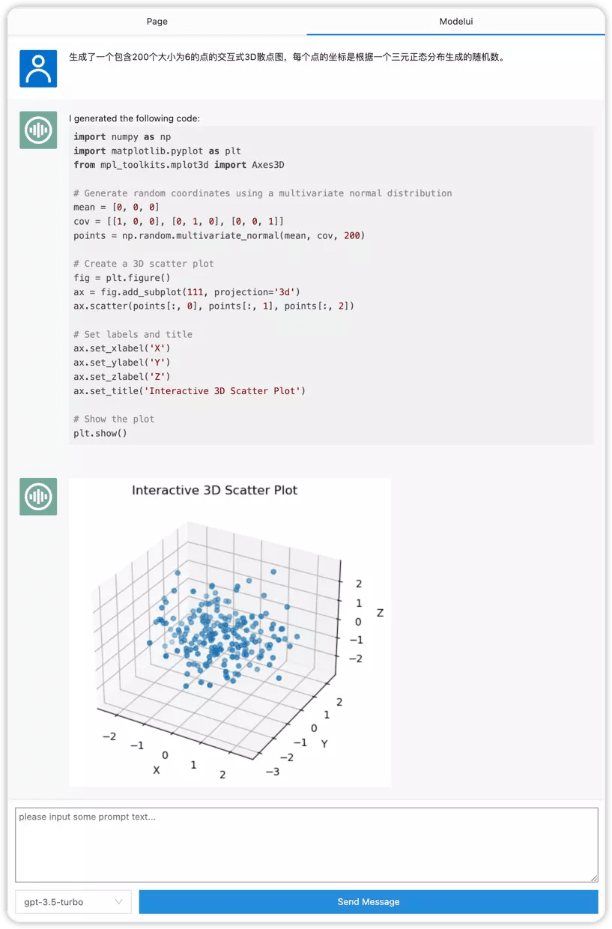 Page
Modelui
生成了一个包含200个大小为6的点的交互式3D散点图，每个点的坐标是根据一个三元正态分布生成的随机数。
I generated the following code:
import numpy as np
import matplotlib.pyplot as plt
from mpl_toolkits.mplot3d import Axes3D
# Generate random coordinates using a multivariate normal distribution
mean = [0, 0, 0]
cov = [[1, 0, 0], [0, 1, 0], [0, 0, 1]]
points = np.random.multivariate_normal(mean, cov, 200)
# Create a 3D scatter plot
fig = plt.figure()
ax = fig.add_subplot(111, projection='3d')
ax.scatter(points[:, 0], points[:, 1], points[:, 2])
# Set labels and title
ax.set_xlabel('X')
ax.set_ylabel('Y')
ax.set_zlabel('Z')
ax.set_title('Interactive 3D Scatter Plot')
# Show the plot
plt.show()
Interactive 3D Scatter Plot
2
1
0
−1
−2
Z
2
1
0
−1
−2
−3
Y
−2
−1
0
1
2
X
please input some prompt text...
gpt-3.5-turbo
Send Message